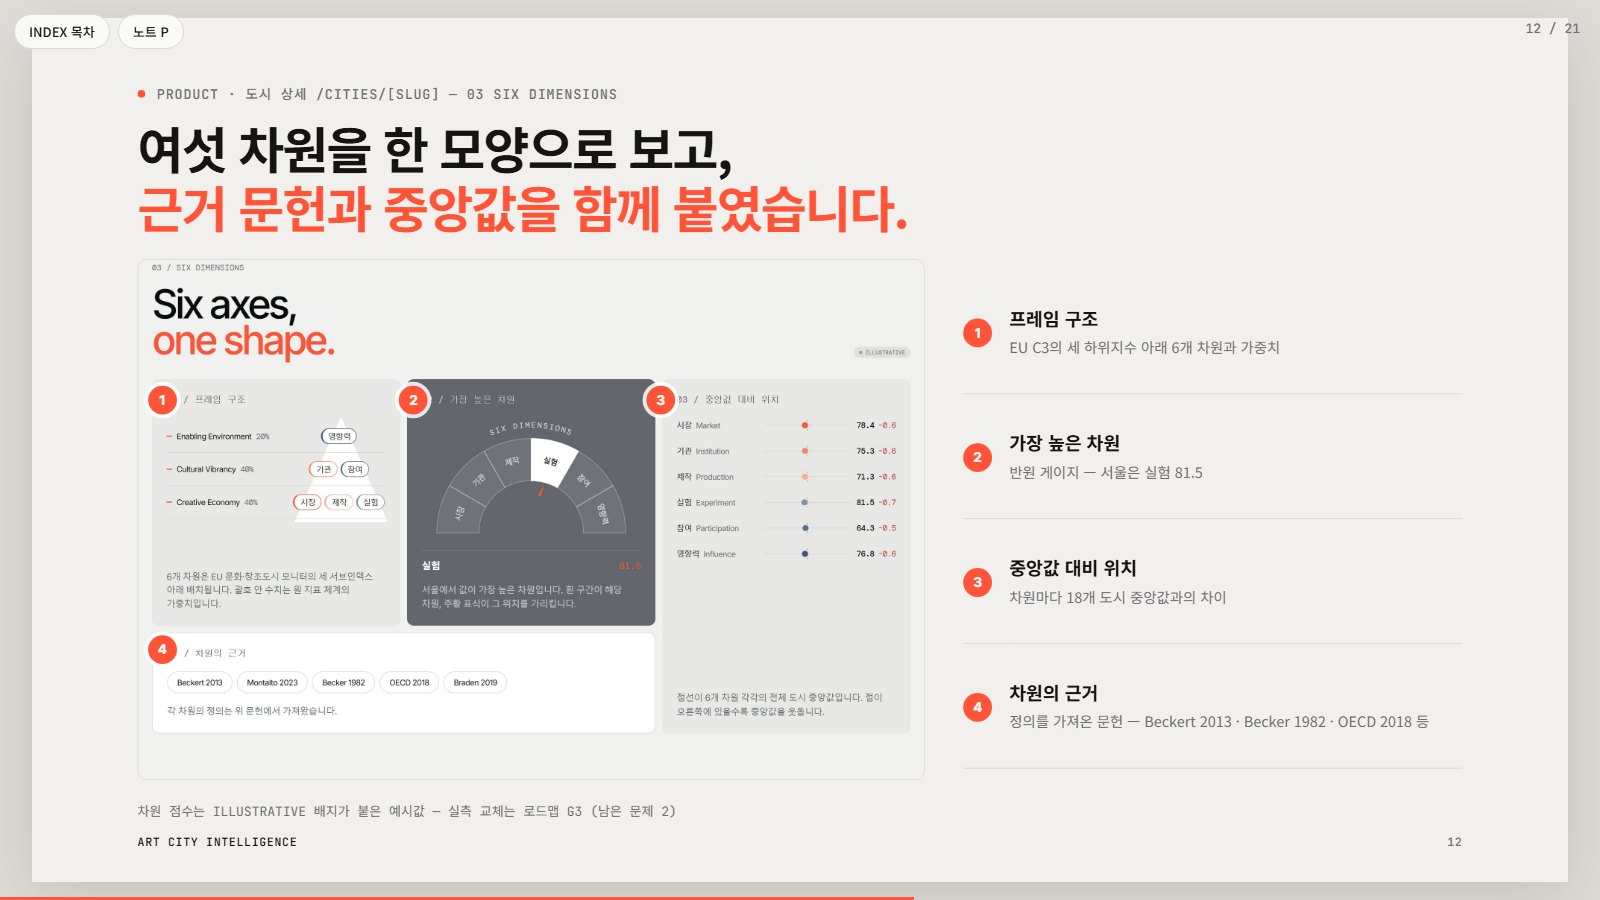 INDEX 목차
노트 P
12 / 21
PRODUCT · 도시 상세 /CITIES/[SLUG] — 03 SIX DIMENSIONS
여섯 차원을 한 모양으로 보고,
근거 문헌과 중앙값을 함께 붙였습니다.
03 / SIX DIMENSIONS
Six axes,
one shape.
ILLUSTRATIVE
1 / 프레임 구조
Enabling Environment 20%
영향력
Cultural Vibrancy 40%
기관 참여
Creative Economy 40%
시장 제작 실험
6개 차원은 EU 문화·창조도시 모니터의 세 서브인덱스
아래 배치됩니다. 괄호 안 수치는 원 지표 체계의
가중치입니다.
2 / 가장 높은 차원
SIX DIMENSIONS
시장 기관 제작 실험 참여 영향력
실험 81.5
서울에서 값이 가장 높은 차원입니다. 흰 구간이 해당
차원, 주황 표식이 그 위치를 가리킵니다.
3 03 / 중앙값 대비 위치
시장 Market 78.4 -0.6
기관 Institution 75.3 -0.6
제작 Production 71.3 -0.6
실험 Experiment 81.5 -0.7
참여 Participation 64.3 -0.5
영향력 Influence 76.8 -0.6
점선이 6개 차원 각각의 전체 도시 중앙값입니다. 점이
오른쪽에 있을수록 중앙값을 웃돕니다.
4 / 차원의 근거
Beckert 2013 Montalto 2023 Becker 1982 OECD 2018 Braden 2019
각 차원의 정의는 위 문헌에서 가져왔습니다.
1 프레임 구조
EU C3의 세 하위지수 아래 6개 차원과 가중치
2 가장 높은 차원
반원 게이지 — 서울은 실험 81.5
3 중앙값 대비 위치
차원마다 18개 도시 중앙값과의 차이
4 차원의 근거
정의를 가져온 문헌 — Beckert 2013 · Becker 1982 · OECD 2018 등
차원 점수는 ILLUSTRATIVE 배지가 붙은 예시값 — 실측 교체는 로드맵 G3 (남은 문제 2)
ART CITY INTELLIGENCE
12